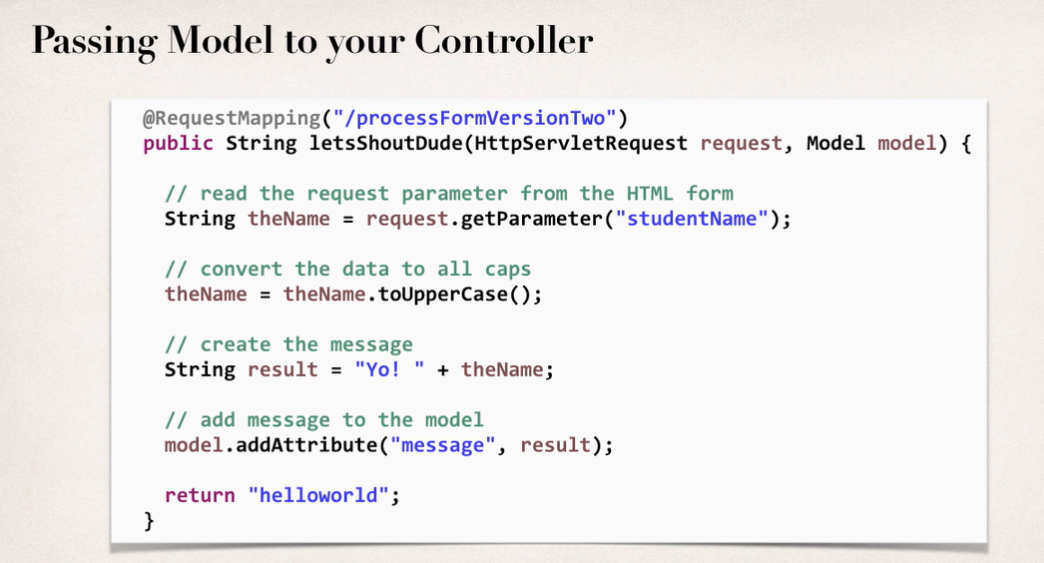 Passing Model to your Controller
@RequestMapping("/processFormVersionTwo")
public String letsShoutDude(HttpServletRequest request, Model model) {
// read the request parameter from the HTML form
String theName = request.getParameter("studentName");
// convert the data to all caps
theName = theName.toUpperCase();
// create the message
String result = "Yo! " + theName;
// add message to the model
model.addAttribute("message", result);
return "helloworld";
}